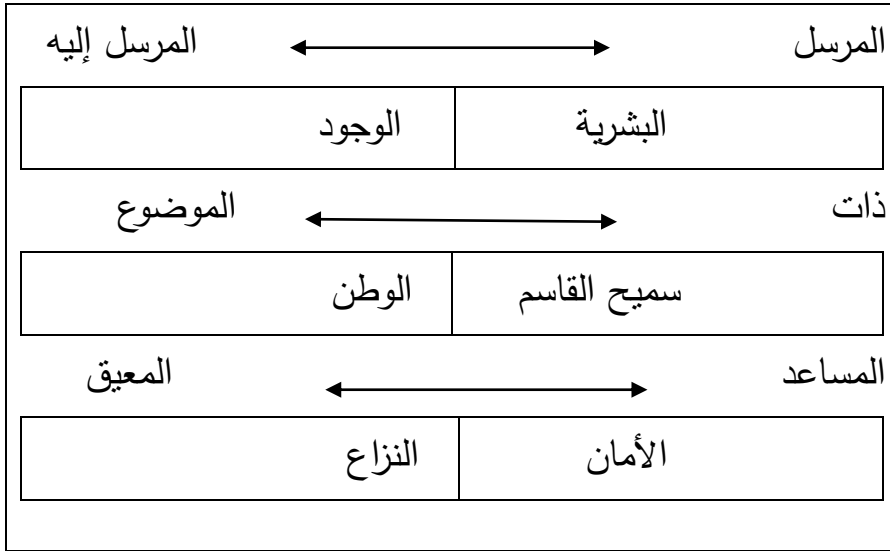 المرسل المرسل إليه
البشرية الوجود
ذات الموضوع
سميح القاسم الوطن
المساعد المعيق
الأمان النزاع